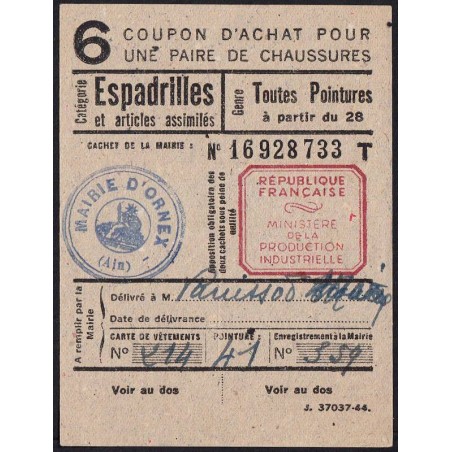 6 COUPON D'ACHAT POUR
UNE PAIRE DE CHAUSSURES
Catégorie
Espadrilles
et articles assimilés
Genre
Toutes Pointures
à partir du 28
CACHET DE LA MAIRIE :
No 16928733 T
MAIRIE D'ORNEX
(Ain)
Apposition obligatoire des
deux cachets sous peine de
nullité
RÉPUBLIQUE
FRANÇAISE
MINISTÈRE
DE LA
PRODUCTION
INDUSTRIELLE
A remplir par la
Mairie
Délivré à M.
Date de délivrance
CARTE DE VÊTEMENTS
No 214
POINTURE :
41
Enregistrement à la Mairie
No 359
Voir au dos Voir au dos
J. 37037-44.